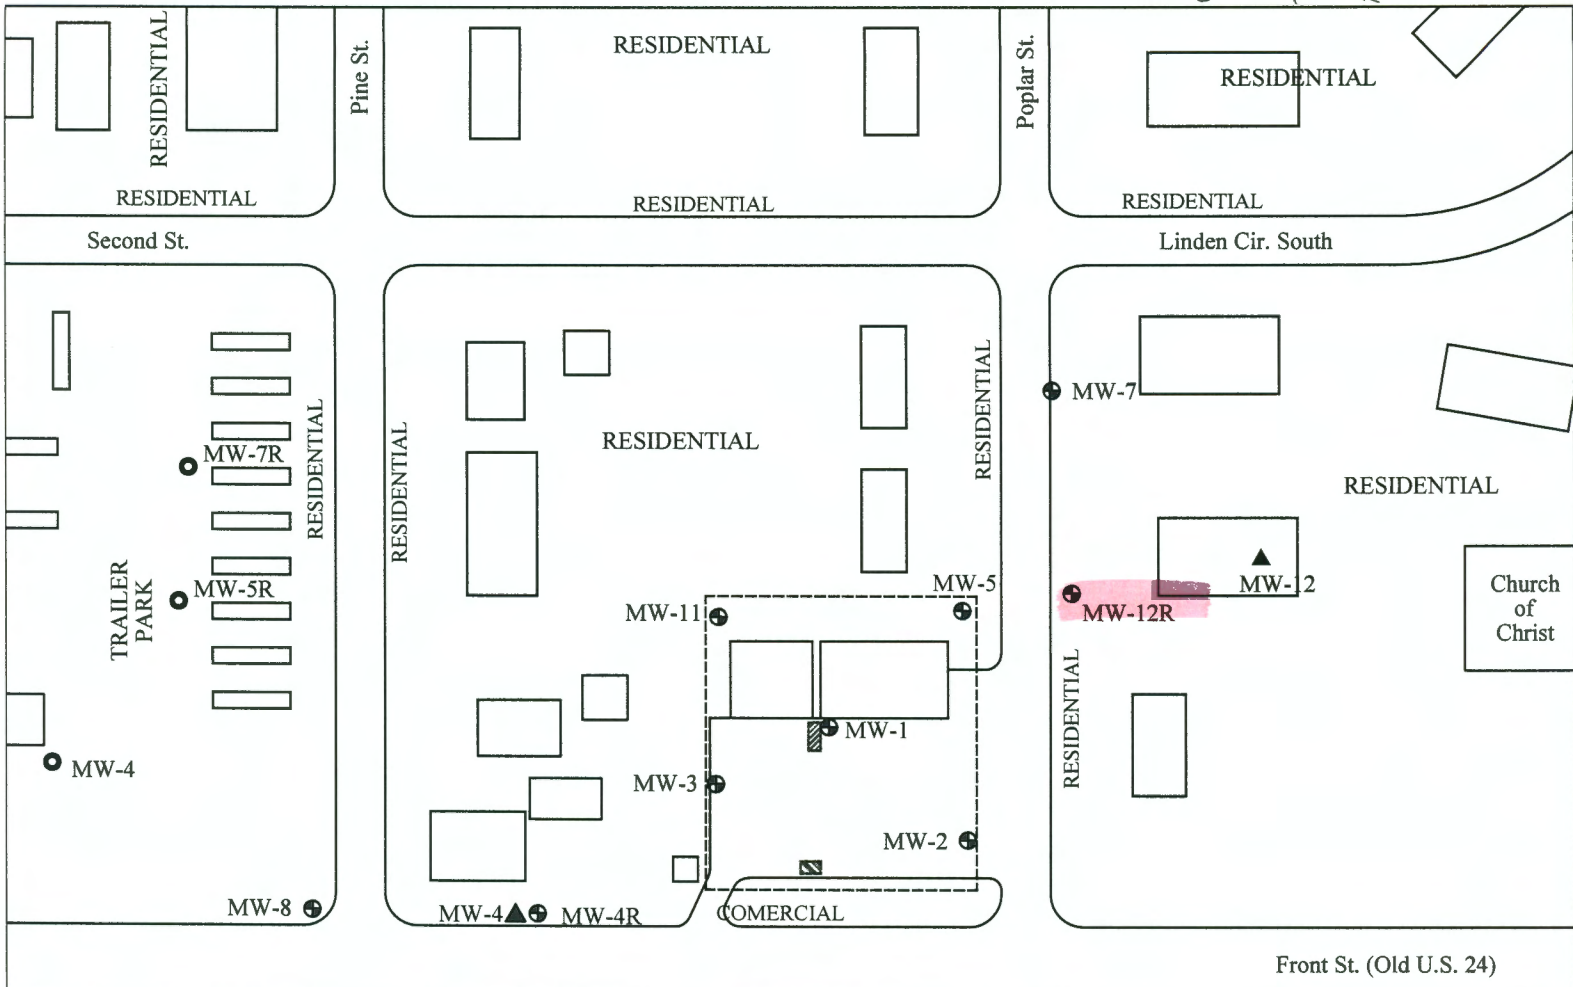 RESIDENTIAL
Pine St.
RESIDENTIAL
Poplar St.
RESIDENTIAL
RESIDENTIAL
RESIDENTIAL
RESIDENTIAL
Second St.
Linden Cir. South
MW-7R
RESIDENTIAL
RESIDENTIAL
RESIDENTIAL
RESIDENTIAL
MW-7
RESIDENTIAL
TRAILER
PARK
MW-5R
MW-11
MW-5
MW-12R
MW-12
Church
of
Christ
RESIDENTIAL
MW-1
MW-4
MW-3
MW-2
MW-8
MW-4
MW-4R
COMERCIAL
Front St. (Old U.S. 24)